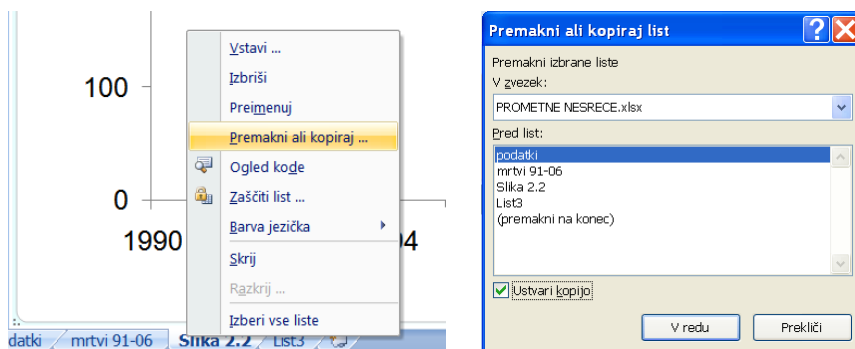 100
0
1990
04
Vstavi ...
Izbriši
Preimenuj
Premakni ali kopiraj ...
Ogled kode
Zaščiti list ...
Barva jezička
Skrij
Razkrij ...
Izberi vse liste
datki mrtvi 91-06 Slika 2.2 List3
Premakni ali kopiraj list
Premakni izbrane liste
V zvezek:
PROMETNE NESRECE.xlsx
Pred list:
podatki
mrtvi 91-06
Slika 2.2
List3
(premakni na konec)
Ustvari kopijo
V redu Prekliči